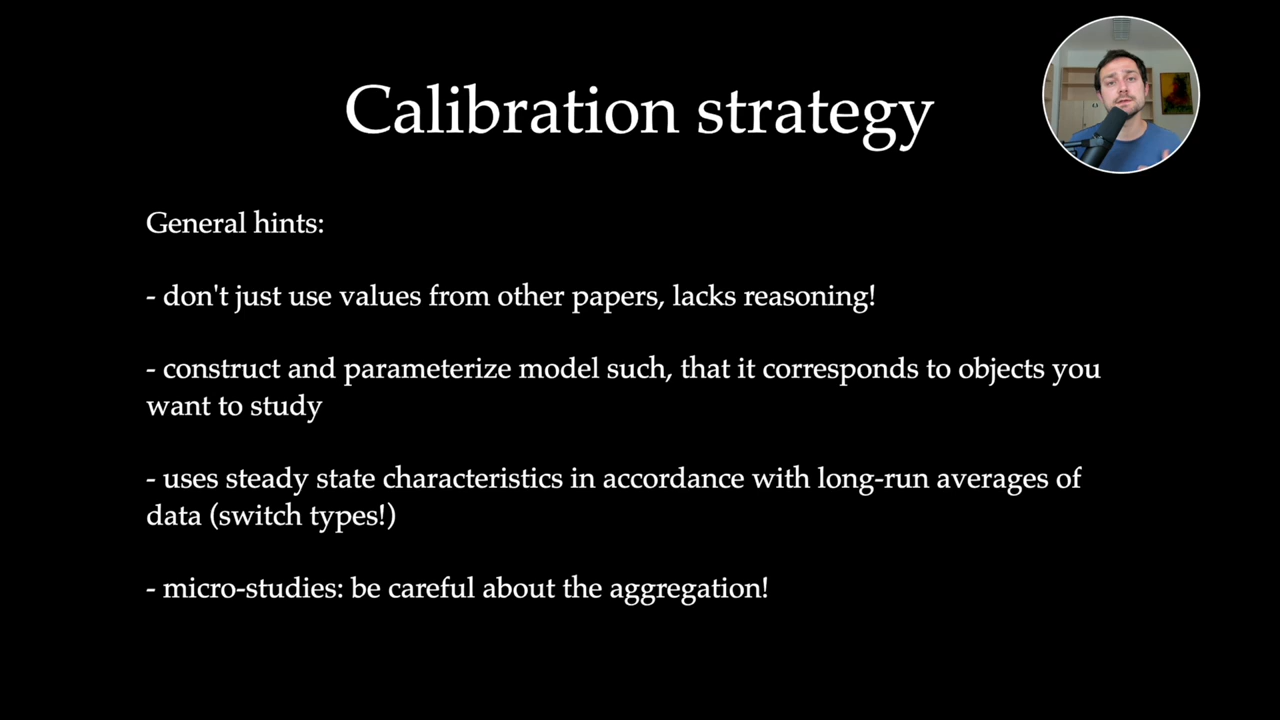 Calibration strategy
General hints:
- don't just use values from other papers, lacks reasoning!
- construct and parameterize model such, that it corresponds to objects you
want to study
- uses steady state characteristics in accordance with long-run averages of
data (switch types!)
- micro-studies: be careful about the aggregation!